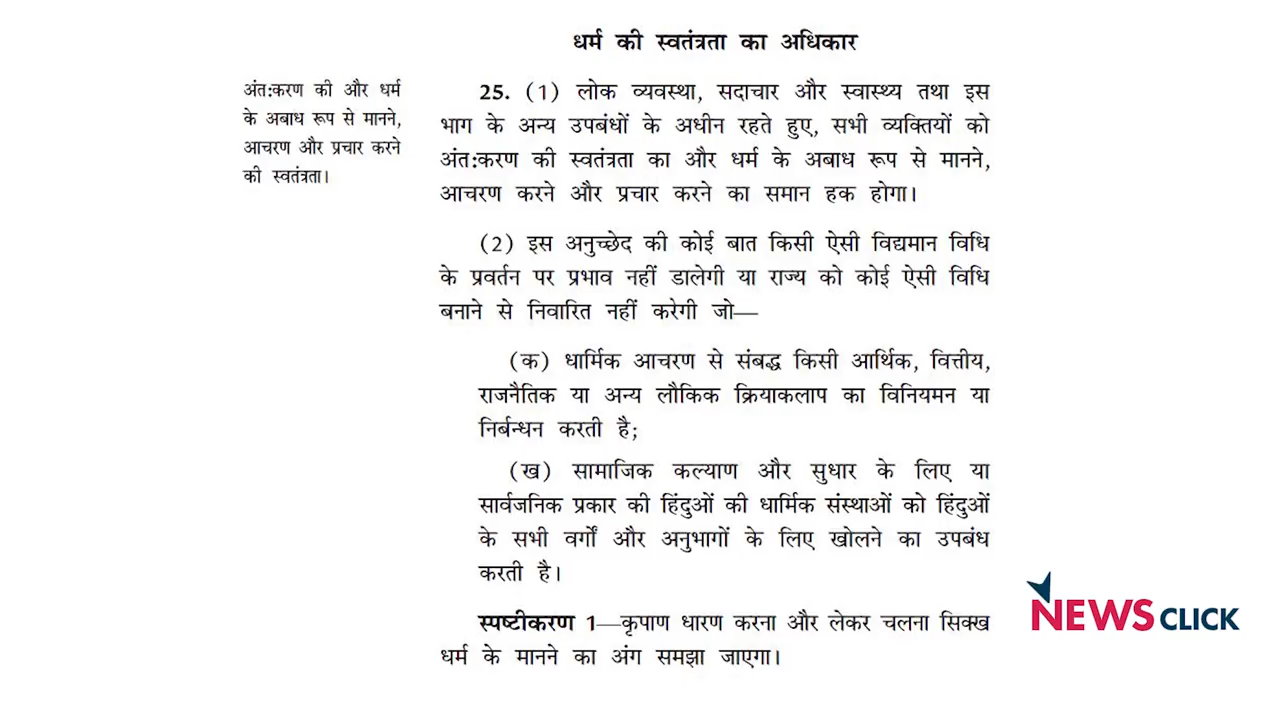 धर्म की स्वतंत्रता का अधिकार
अंत:करण की और धर्म
के अबाध रूप से मानने,
आचरण और प्रचार करने
की स्वतंत्रता।
25. (1) लोक व्यवस्था, सदाचार और स्वास्थ्य तथा इस
भाग के अन्य उपबंधों के अधीन रहते हुए, सभी व्यक्तियों को
अंत:करण की स्वतंत्रता का और धर्म के अबाध रूप से मानने,
आचरण करने और प्रचार करने का समान हक होगा।
(2) इस अनुच्छेद की कोई बात किसी ऐसी विद्यमान विधि
के प्रवर्तन पर प्रभाव नहीं डालेगी या राज्य को कोई ऐसी विधि
बनाने से निवारित नहीं करेगी जो—
(क) धार्मिक आचरण से संबद्ध किसी आर्थिक, वित्तीय,
राजनैतिक या अन्य लौकिक क्रियाकलाप का विनियमन या
निर्बन्धन करती है;
(ख) सामाजिक कल्याण और सुधार के लिए या
सार्वजनिक प्रकार की हिंदुओं की धार्मिक संस्थाओं को हिंदुओं
के सभी वर्गों और अनुभागों के लिए खोलने का उपबंध
करती है।
स्पष्टीकरण 1—कृपाण धारण करना और लेकर चलना सिक्ख
धर्म के मानने का अंग समझा जाएगा।
NEWSCLICK